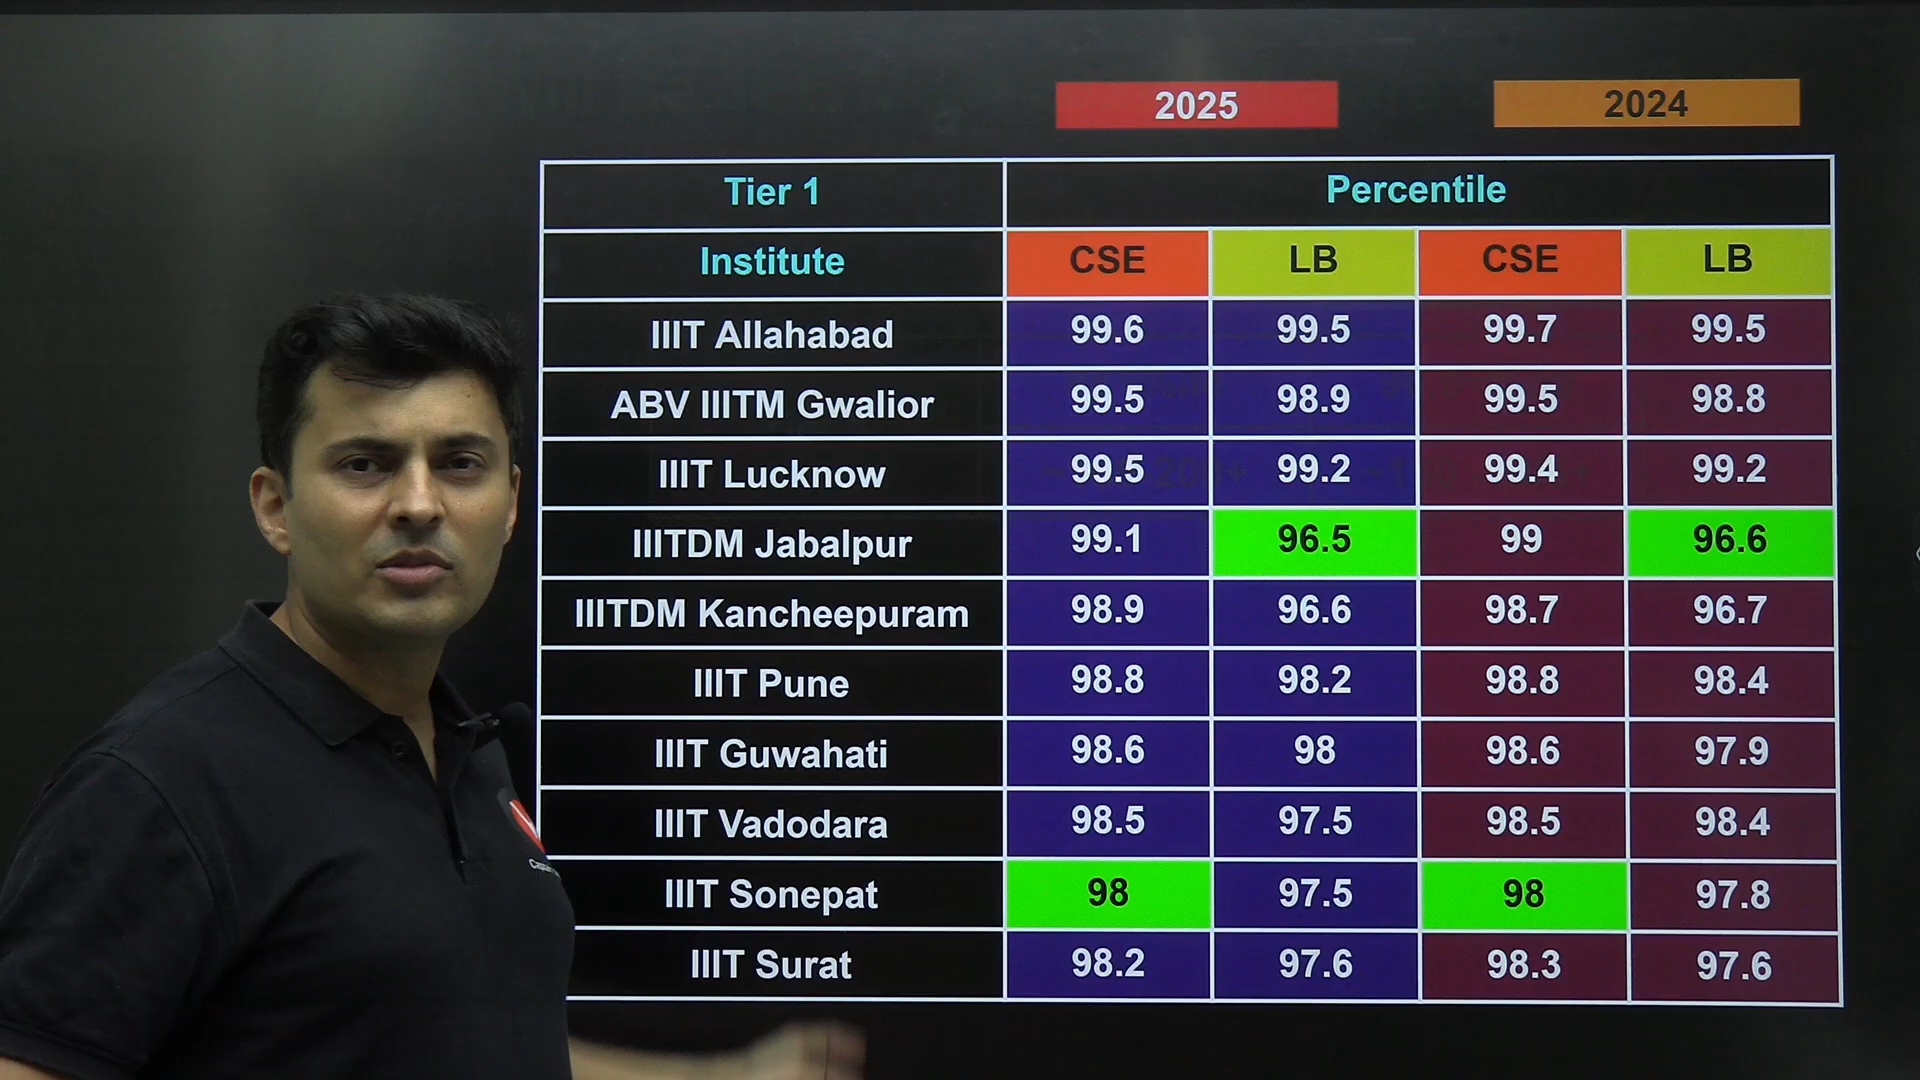 2025 2024
Tier 1 Percentile
Institute CSE LB CSE LB
IIIT Allahabad 99.6 99.5 99.7 99.5
ABV IIITM Gwalior 99.5 98.9 99.5 98.8
IIIT Lucknow 99.5 99.2 99.4 99.2
IIITDM Jabalpur 99.1 96.5 99 96.6
IIITDM Kancheepuram 98.9 96.6 98.7 96.7
IIIT Pune 98.8 98.2 98.8 98.4
IIIT Guwahati 98.6 98 98.6 97.9
IIIT Vadodara 98.5 97.5 98.5 98.4
IIIT Sonepat 98 97.5 98 97.8
IIIT Surat 98.2 97.6 98.3 97.6